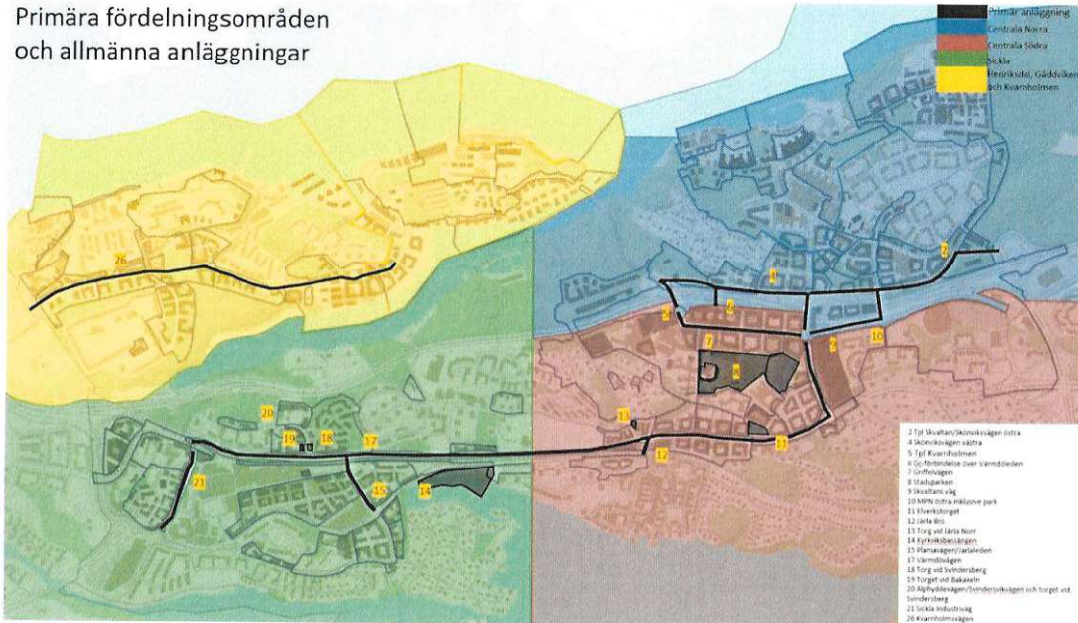 Primära fördelningsområden
och allmänna anläggningar
Primär anläggning
Centrala Norra
Centrala Södra
Sickla
Henriksdal, Gäddviken
och Kvarnholmen
26
2
4
6
5
7
8
2
10
13
11
12
20
19
18
17
21
15
14
2 Tpl Skvaltan/Skönviksvägen östra
4 Skönviksvägen västra
5 Tpl Kvarnholmen
6 Gc-förbindelse över Värmdöleden
7 Griffelvägen
8 Stadsparken
9 Skvaltans väg
10 MPN östra inklusive park
11 Elverkstorget
12 Järla Bro
13 Torg vid Järla Norr
14 Kyrkviksbassängen
15 Planiavägen/Järlaleden
17 Värmdövägen
18 Torg vid Svindersberg
19 Torget vid Bakaxeln
20 Alphyddevägen/Svindersviksvägen och torget vid
Svindersberg
21 Sickla Industriväg
26 Kvarnholmsvägen